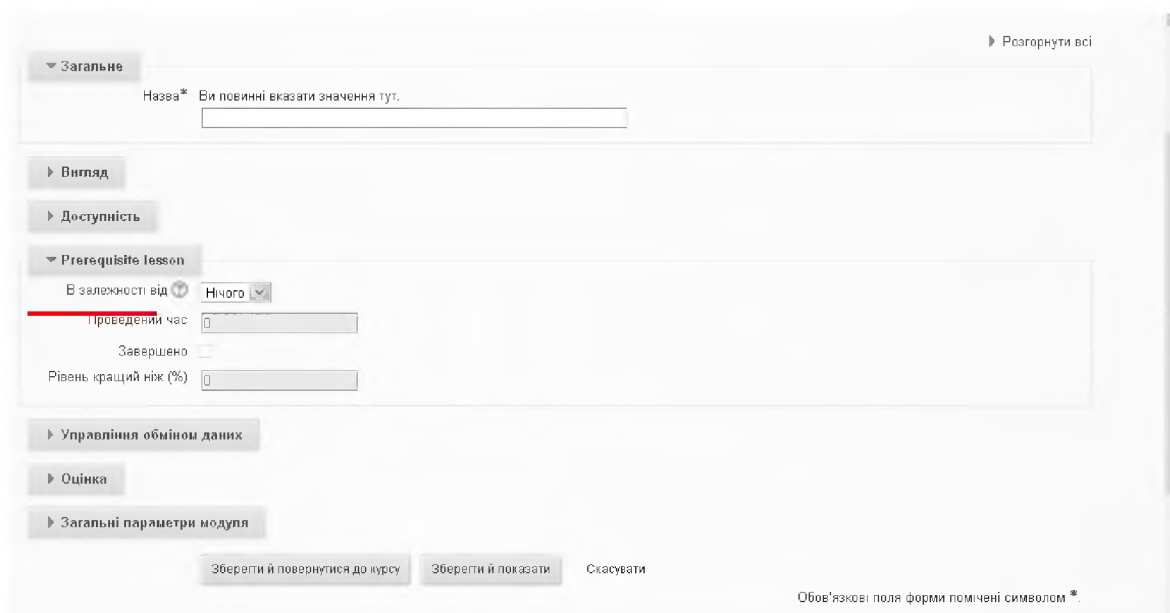 Розгорнути всі
Загальне
Назва* Ви повинні вказати значення тут.
Вигляд
Доступність
Prerequisite lesson
В залежності від Нічого
Проведений час 0
Завершено
Рівень кращий ніж (%) 0
Управління обміном даних
Оцінка
Загальні параметри модуля
Зберегти й повернутися до курсу Зберегти й показати Скасувати
Обов'язкові поля форми помічені символом *.